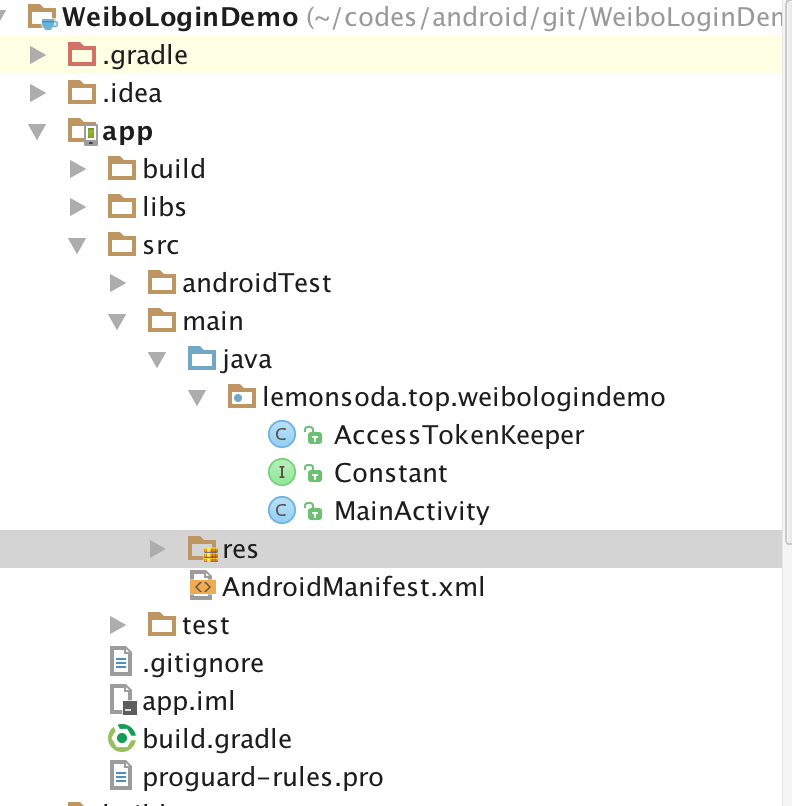 WeiboLoginDemo (~/codes/android/git/WeiboLoginDen
.gradle
.idea
app
build
libs
src
androidTest
main
java
lemonsoda.top.weibologindemo
C AccessTokenKeeper
I Constant
C MainActivity
res
AndroidManifest.xml
test
.gitignore
app.iml
build.gradle
proguard-rules.pro